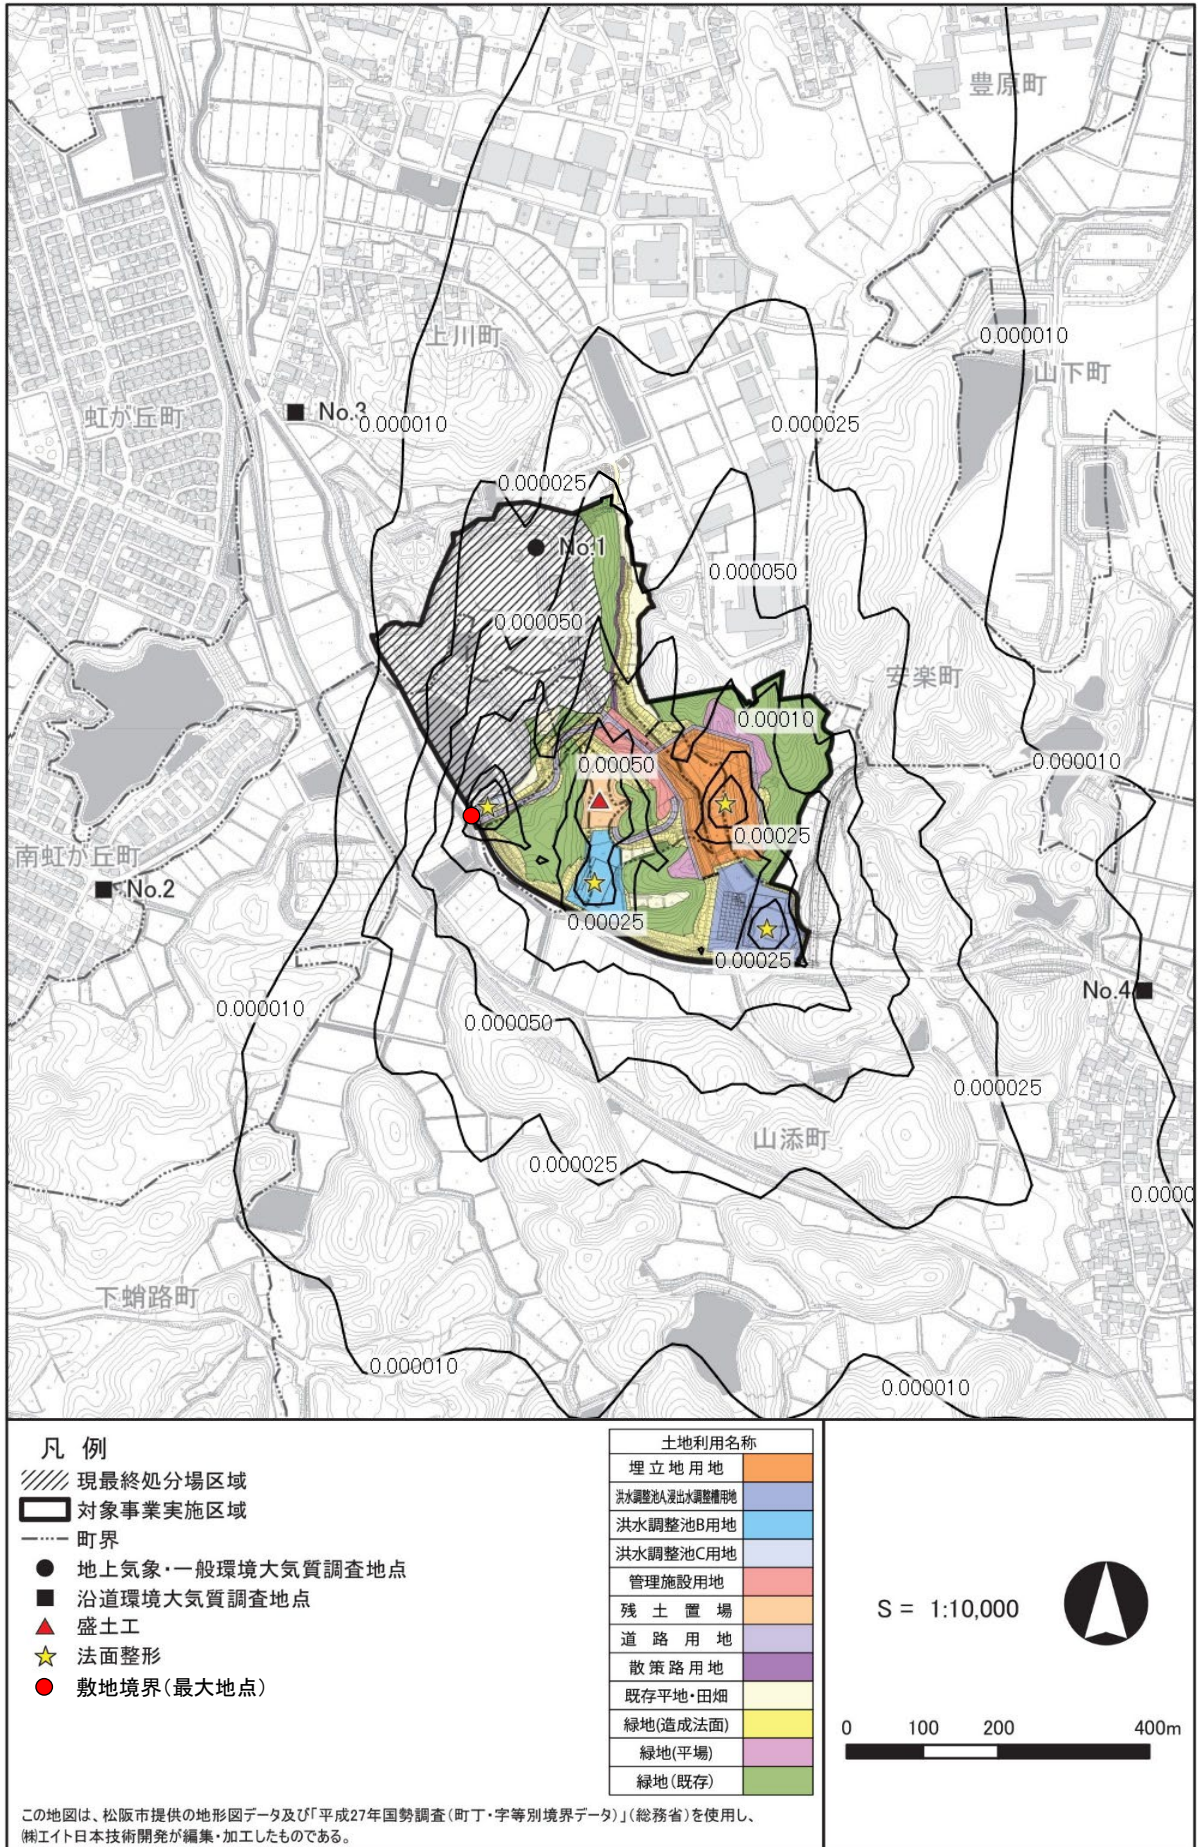 豊原町
0.000010
上川町
山下町
虹が丘町
No.3
0.000010
0.000025
0.000025
No.1
0.000050
0.000050
安楽町
0.00010
0.00050
0.000010
0.00025
南虹が丘町
No.2
0.00025
0.00025
No.4
0.000010
0.000050
0.000025
山添町
0.000025
0.0000
下蛸路町
0.000010
0.000010
凡 例
現最終処分場区域
対象事業実施区域
町界
地上気象・一般環境大気質調査地点
沿道環境大気質調査地点
盛土工
法面整形
敷地境界(最大地点)
土地利用名称
埋立地用地
洪水調整池A,浸出水調整槽用地
洪水調整池B用地
洪水調整池C用地
管理施設用地
残土置場
道路用地
散策路用地
既存平地・田畑
緑地(造成法面)
緑地(平場)
緑地(既存)
S = 1:10,000
0 100 200 400m
この地図は、松阪市提供の地形図データ及び「平成27年国勢調査(町丁・字等別境界データ)」(総務省)を使用し、
㈱エイト日本技術開発が編集・加工したものである。